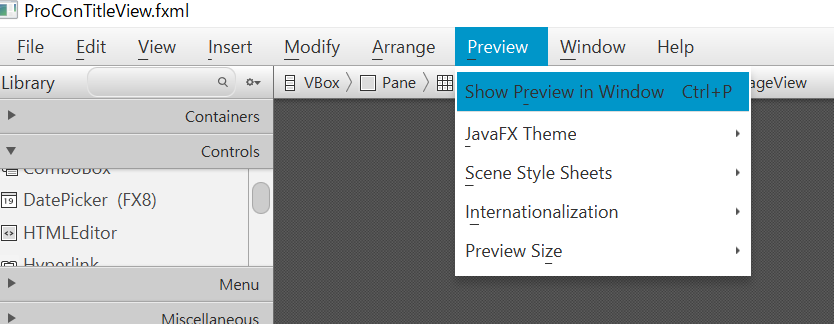 ProConTitleView.fxml
File Edit View Insert Modify Arrange Preview Window Help
Library VBox Pane ageView
Show Preview in Window Ctrl+P
JavaFX Theme
Scene Style Sheets
Internationalization
Preview Size
Containers
Controls
ComboBox
19 DatePicker (FX8)
<> HTMLEditor
Hyperlink
Menu
Miscellaneous